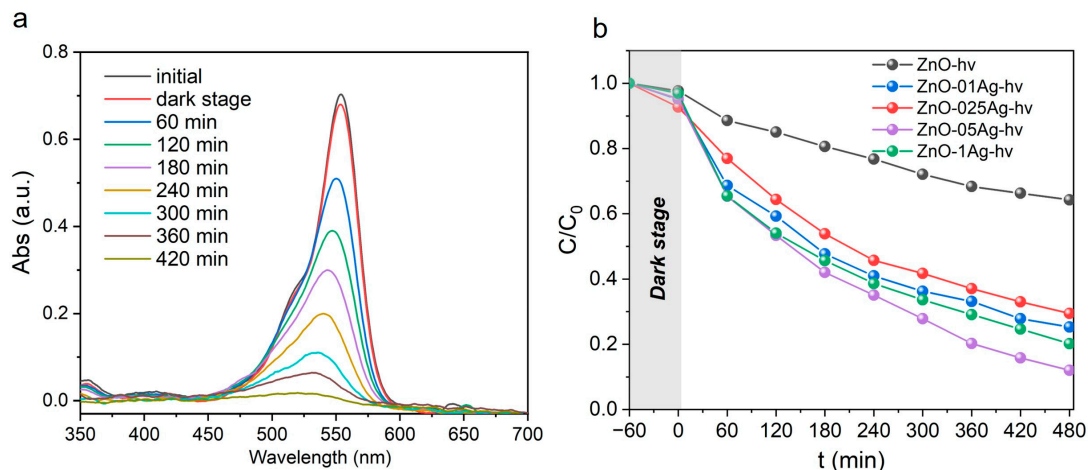 a
0.8
0.6
0.4
0.2
0.0
Abs (a.u.)
initial
dark stage
60 min
120 min
180 min
240 min
300 min
360 min
420 min
350 400 450 500 550 600 650 700
Wavelength (nm)
b
1.0
0.8
0.6
0.4
0.2
0.0
C/C₀
Dark stage
ZnO-hv
ZnO-01Ag-hv
ZnO-025Ag-hv
ZnO-05Ag-hv
ZnO-1Ag-hv
−60 0 60 120 180 240 300 360 420 480
t (min)